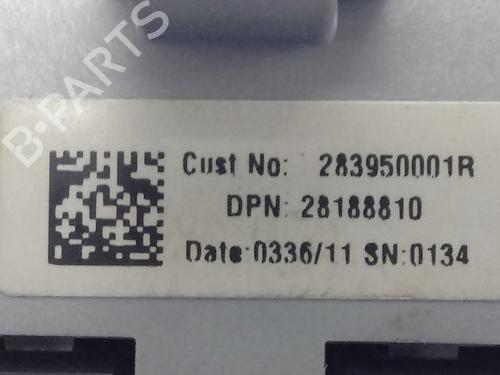 B-PARTS
Cust No: 283950001R
DPN: 28188810
Date:0336/11 SN:0134